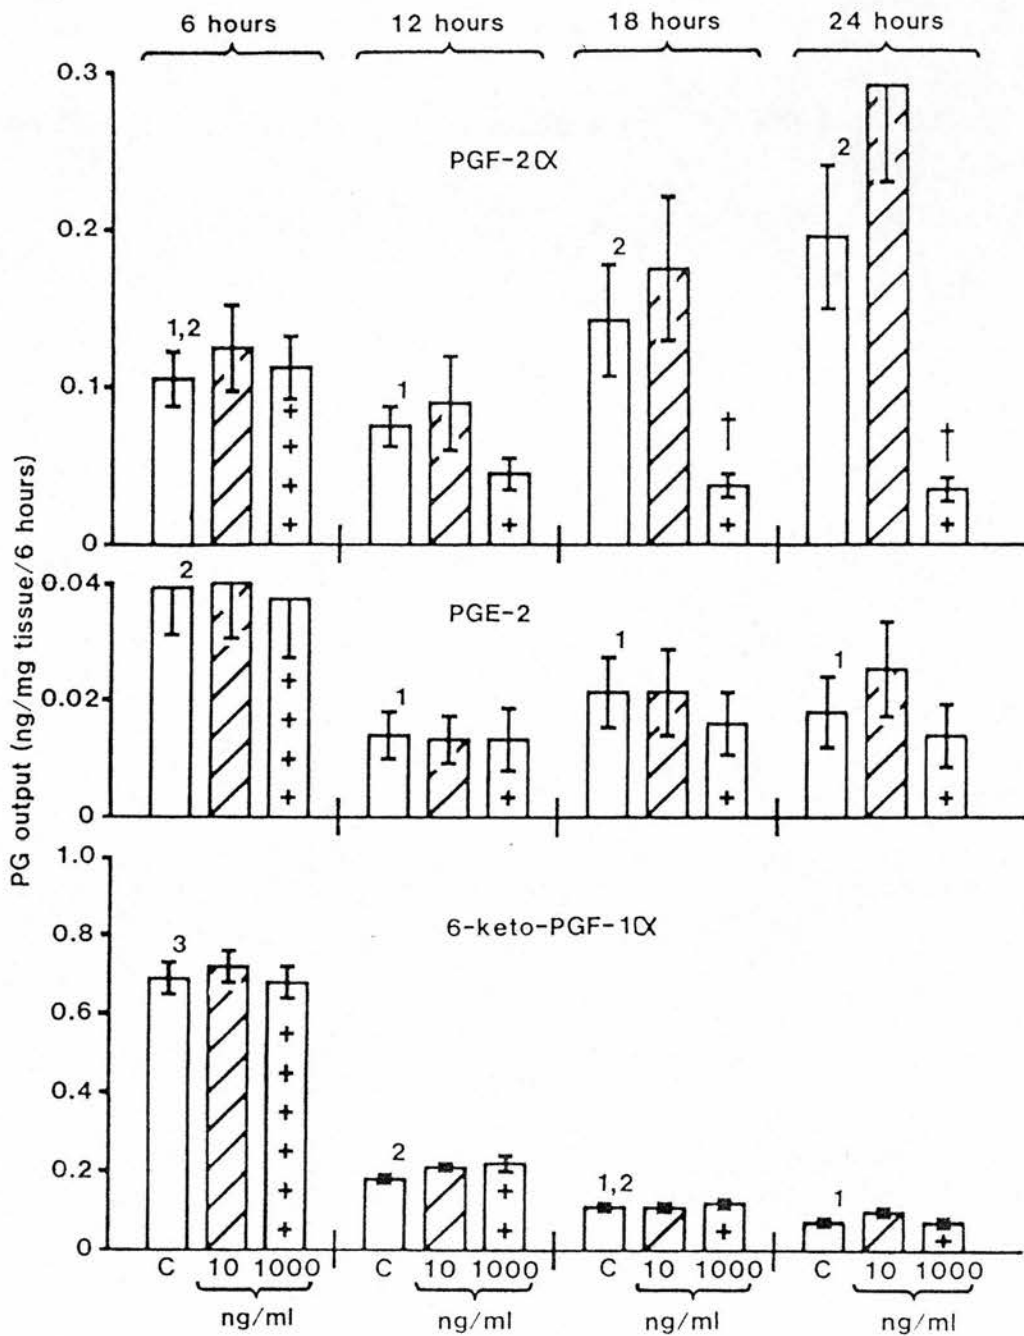 6 hours 12 hours 18 hours 24 hours
PG output (ng/mg tissue/6 hours)
0.3
0.2
0.1
0
PGF-2α
1,2 1 2 2
† †
0.04
0.02
0
PGE-2
2 1 1 1
1.0
0.8
0.6
0.4
0.2
0
6-keto-PGF-1α
3 2 1,2 1
C 10 1000 C 10 1000 C 10 1000 C 10 1000
ng/ml ng/ml ng/ml ng/ml